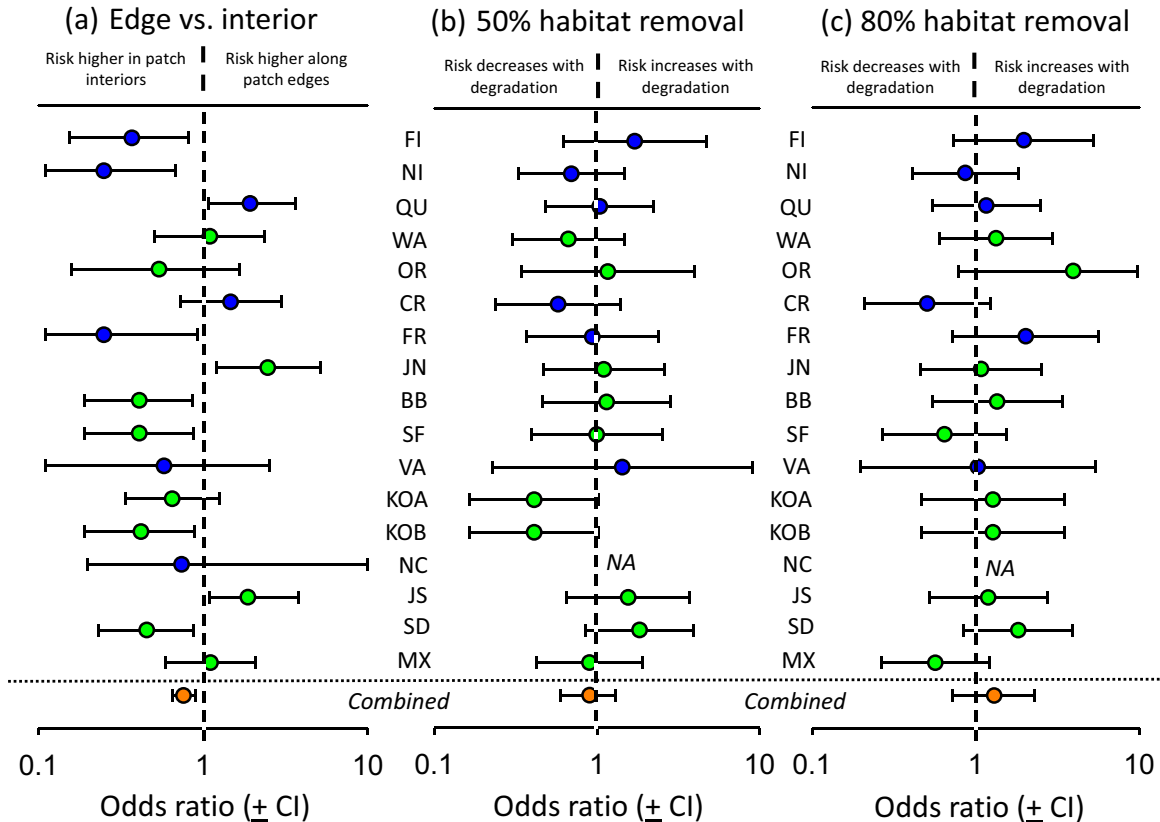 (a) Edge vs. interior
(b) 50% habitat removal
(c) 80% habitat removal
Risk higher in patch
interiors
Risk higher along
patch edges
Risk decreases with
degradation
Risk increases with
degradation
Risk decreases with
degradation
Risk increases with
degradation
FI FI
NI NI
QU QU
WA WA
OR OR
CR CR
FR FR
JN JN
BB BB
SF SF
VA VA
KOA KOA
KOB KOB
NC NA NC NA
JS JS
SD SD
MX MX
Combined Combined
0.1 1 10 0.1 1 10 0.1 1 10
Odds ratio (± CI) Odds ratio (± CI) Odds ratio (± CI)